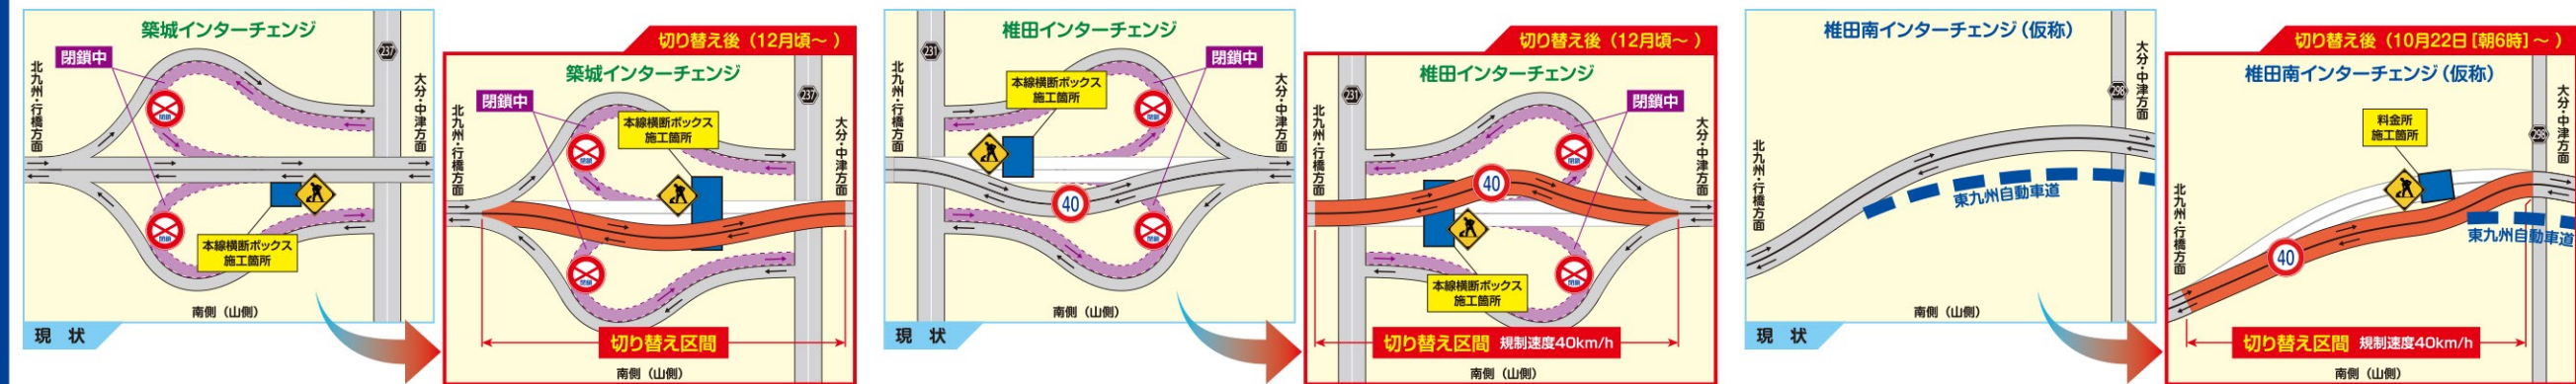 築城インターチェンジ
237
閉鎖中
北九州・行橋方面
大分・中津方面
本線横断ボックス
施工箇所
南側（山側）
現 状
切り替え後（12月頃～）
築城インターチェンジ
237
閉鎖中
北九州・行橋方面
大分・中津方面
本線横断ボックス
施工箇所
切り替え区間
南側（山側）
椎田インターチェンジ
231
閉鎖中
北九州・行橋方面
大分・中津方面
本線横断ボックス
施工箇所
40
南側（山側）
現 状
切り替え後（12月頃～）
椎田インターチェンジ
231
閉鎖中
北九州・行橋方面
大分・中津方面
40
本線横断ボックス
施工箇所
切り替え区間 規制速度40km/h
南側（山側）
椎田南インターチェンジ（仮称）
298
大分・中津方面
北九州・行橋方面
東九州自動車道
南側（山側）
現 状
切り替え後（10月22日［朝6時］～）
椎田南インターチェンジ（仮称）
298
大分・中津方面
料金所
施工箇所
北九州・行橋方面
東九州自動車道
40
切り替え区間 規制速度40km/h
南側（山側）